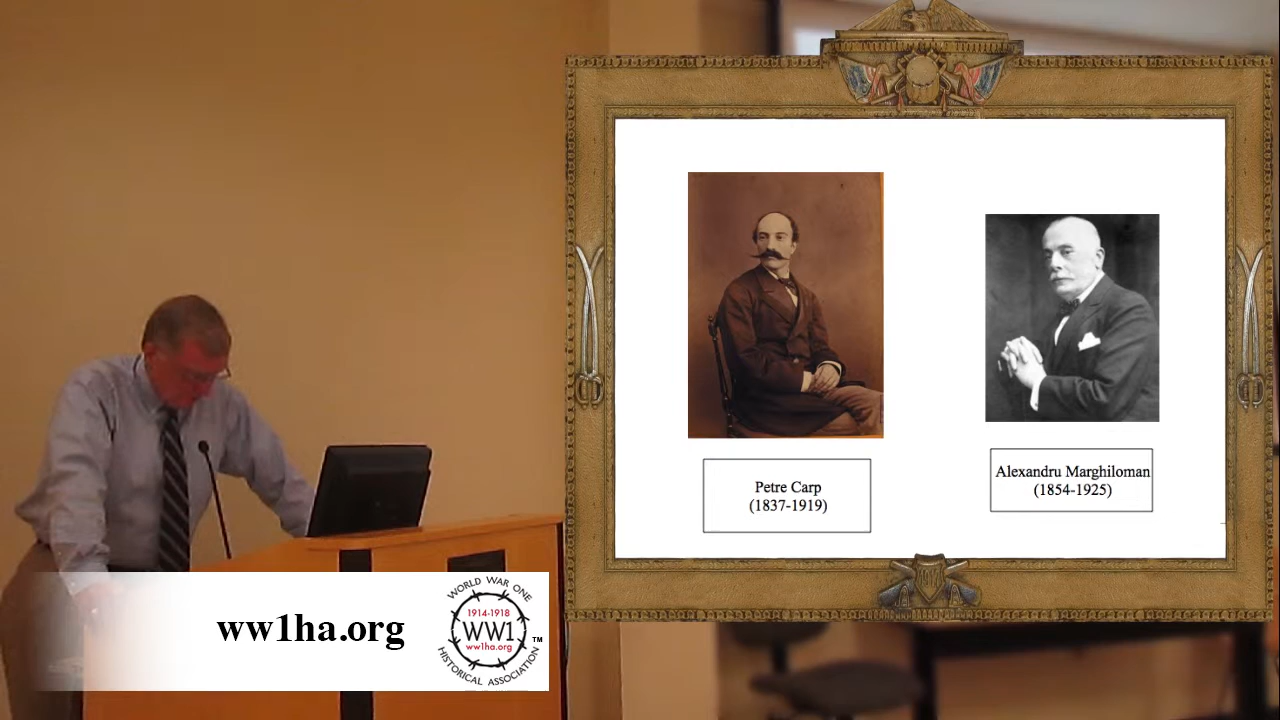 Petre Carp
(1837-1919)
Alexandru Marghiloman
(1854-1925)
ww1ha.org
WORLD WAR ONE
1914-1918
WW1
ww1ha.org
HISTORICAL ASSOCIATION
TM